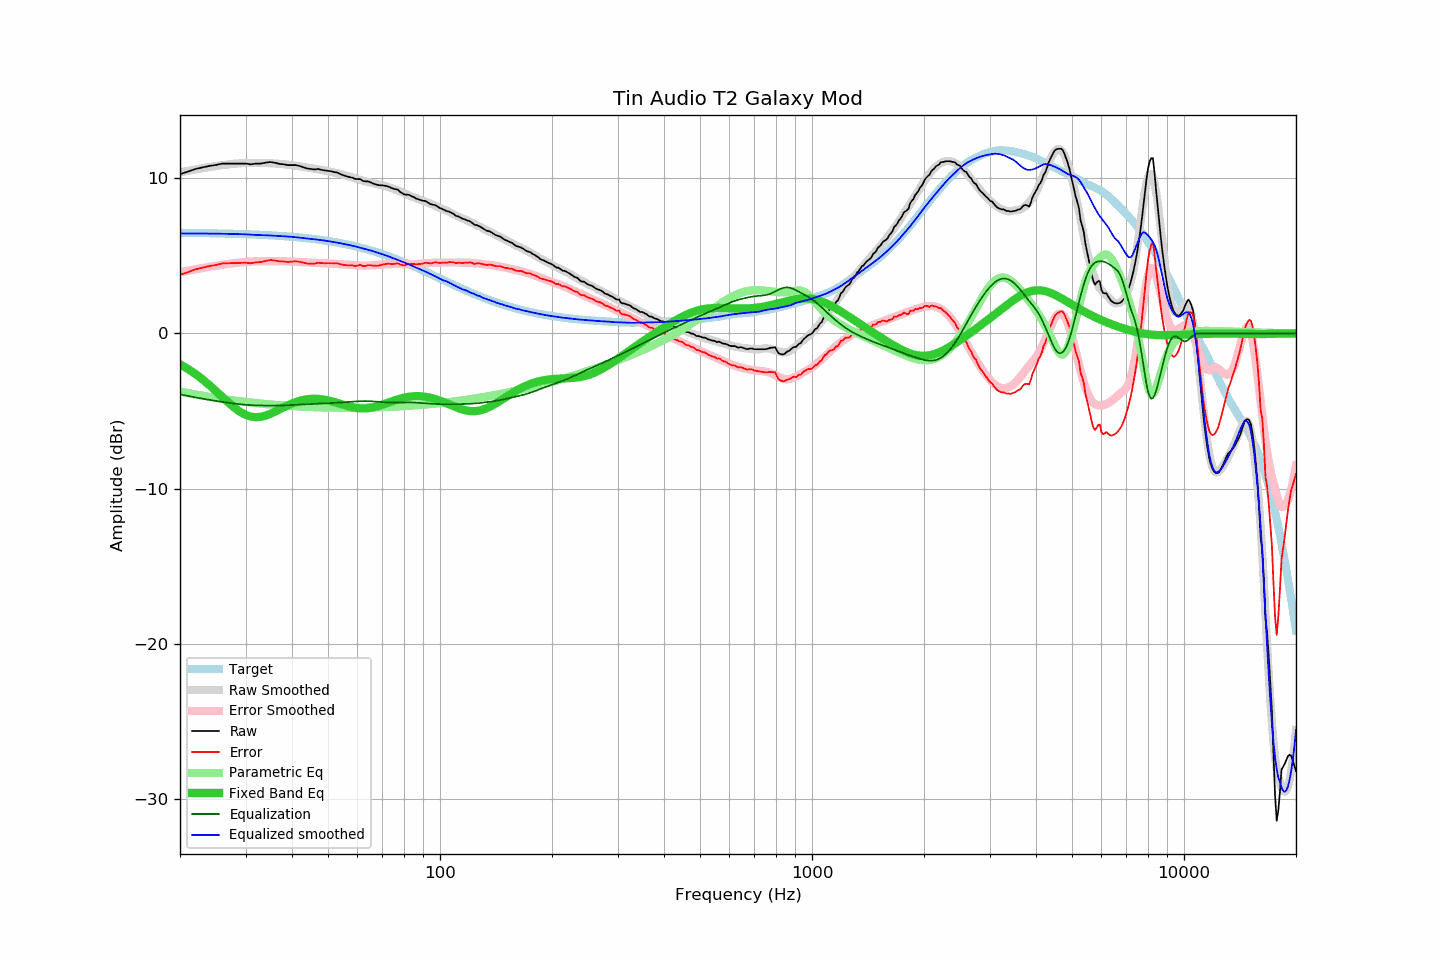 Tin Audio T2 Galaxy Mod
10
0
−10
−20
−30
Amplitude (dBr)
Target
Raw Smoothed
Error Smoothed
Raw
Error
Parametric Eq
Fixed Band Eq
Equalization
Equalized smoothed
100
1000
10000
Frequency (Hz)